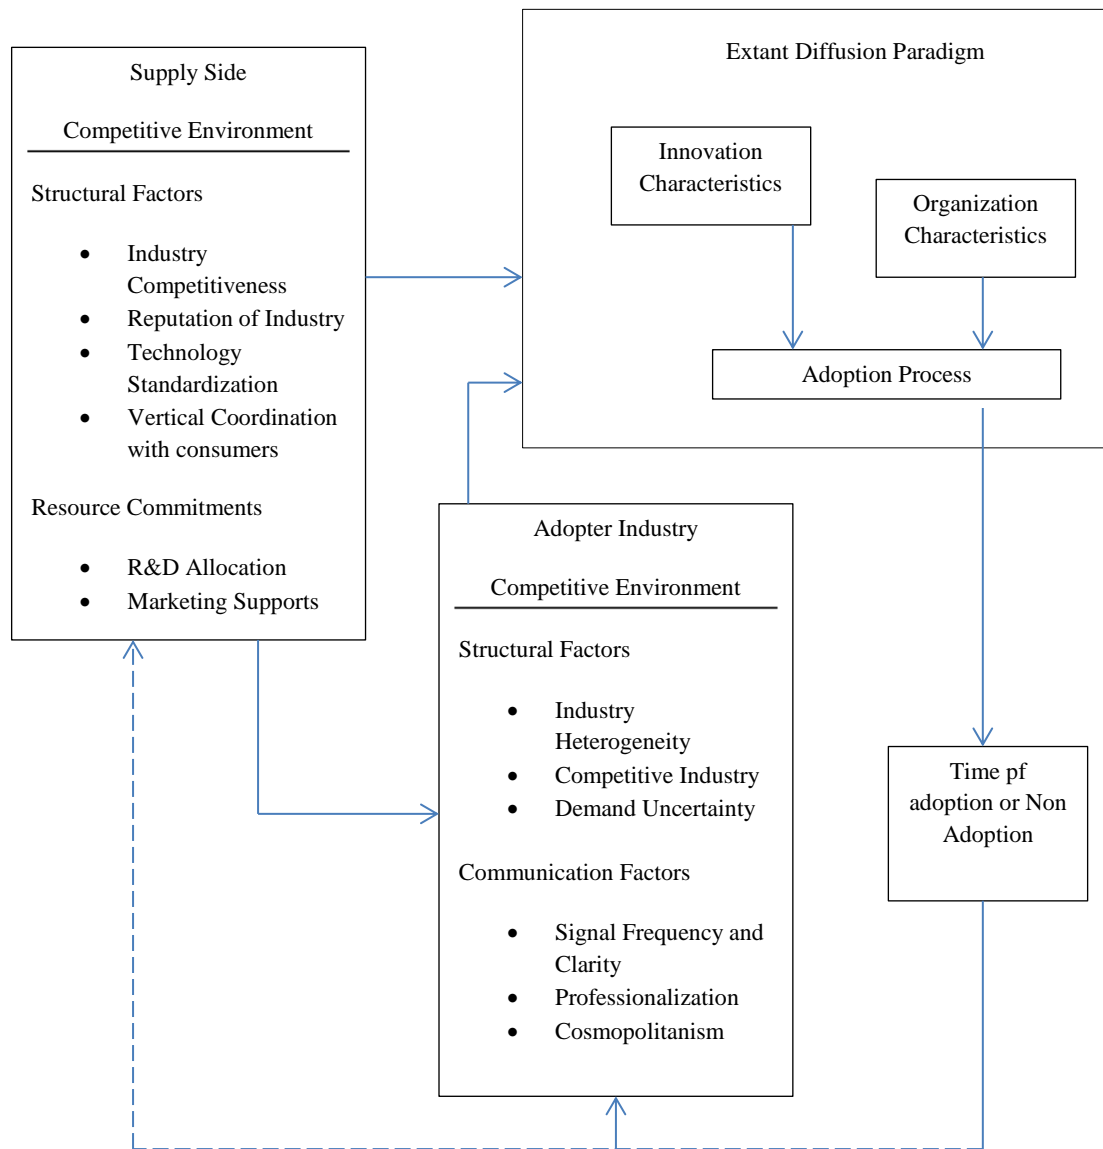 Supply Side
Competitive Environment
Structural Factors
• Industry
Competitiveness
• Reputation of Industry
• Technology
Standardization
• Vertical Coordination
with consumers
Resource Commitments
• R&D Allocation
• Marketing Supports
Extant Diffusion Paradigm
Innovation
Characteristics
Organization
Characteristics
Adoption Process
Adopter Industry
Competitive Environment
Structural Factors
• Industry
Heterogeneity
• Competitive Industry
• Demand Uncertainty
Communication Factors
• Signal Frequency and
Clarity
• Professionalization
• Cosmopolitanism
Time pf
adoption or Non
Adoption